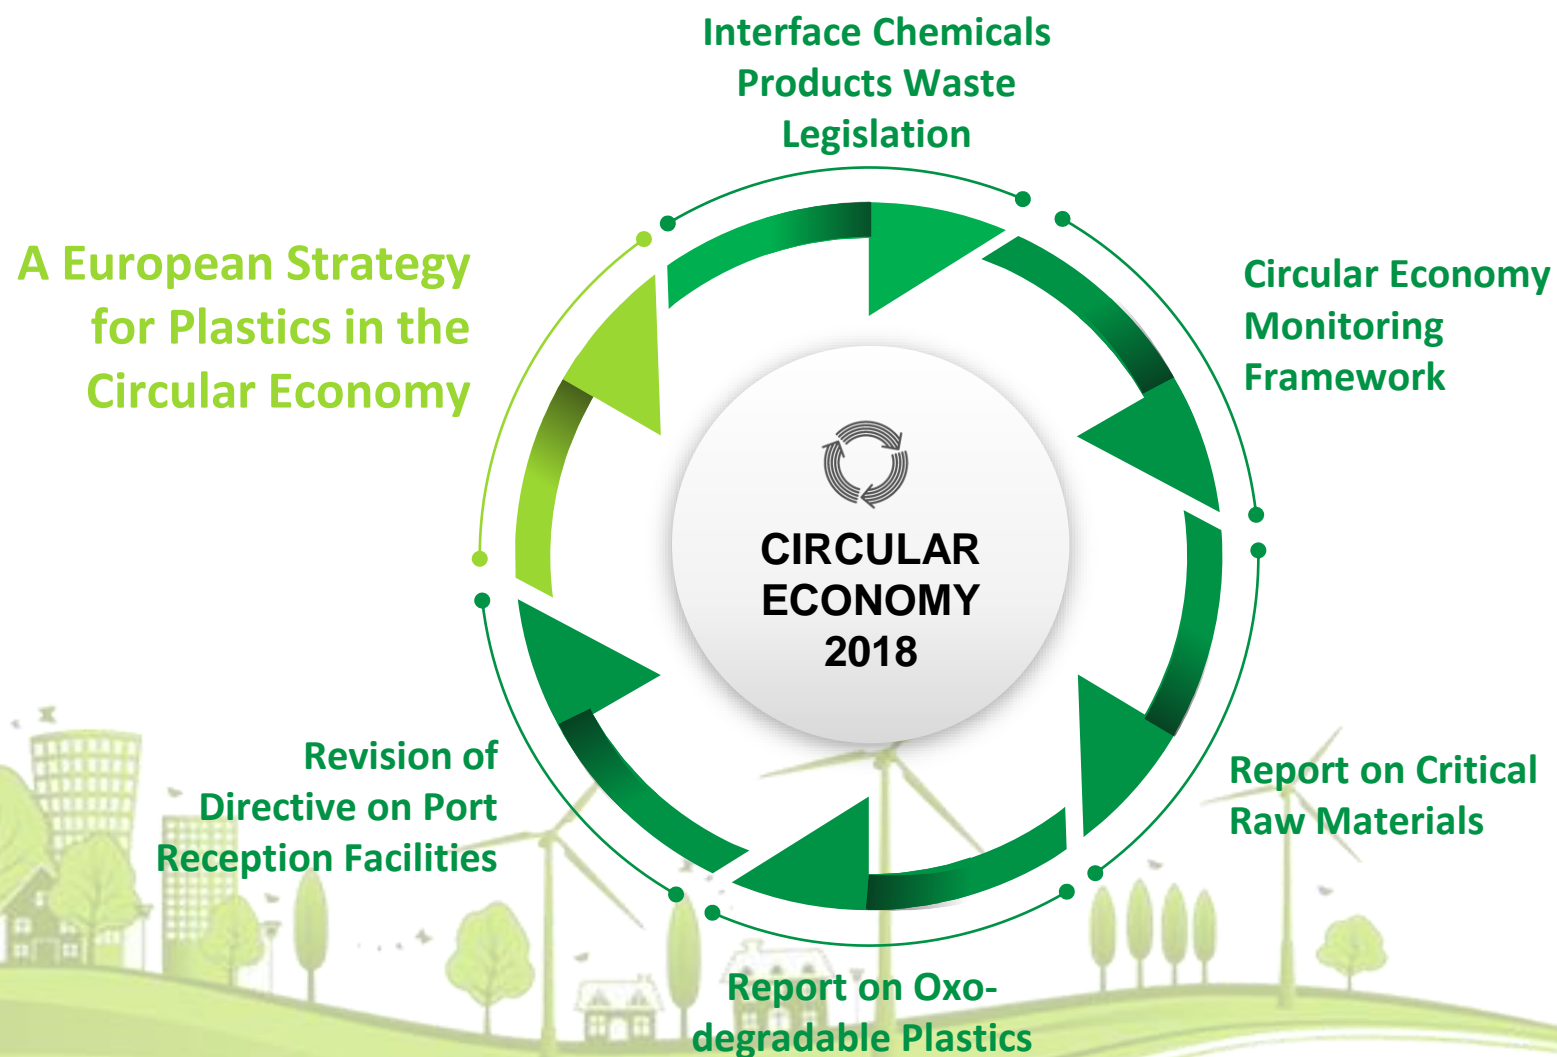 Interface Chemicals
Products Waste
Legislation
A European Strategy
for Plastics in the
Circular Economy
Circular Economy
Monitoring
Framework
CIRCULAR
ECONOMY
2018
Revision of
Directive on Port
Reception Facilities
Report on Critical
Raw Materials
Report on Oxo-
degradable Plastics